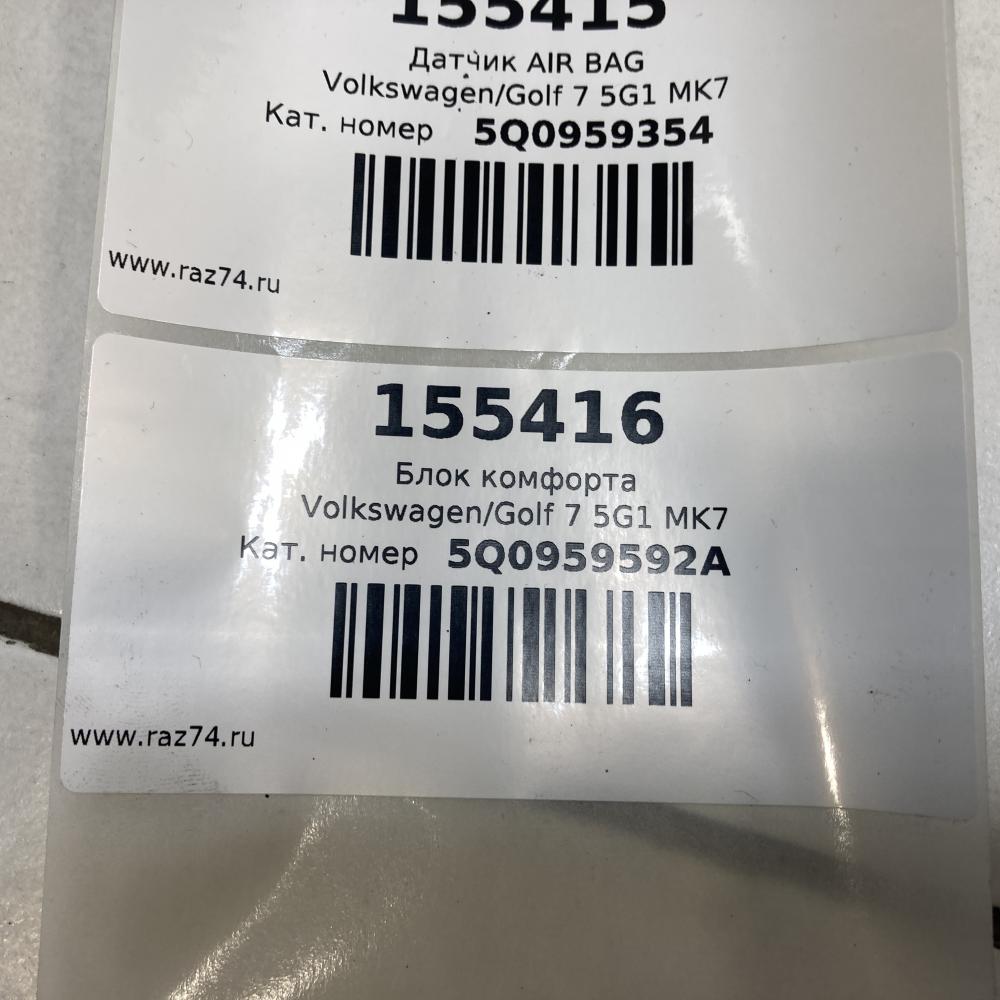 155415
Датчик AIR BAG
Volkswagen/Golf 7 5G1 MK7
Кат. номер 5Q0959354
www.raz74.ru
155416
Блок комфорта
Volkswagen/Golf 7 5G1 MK7
Кат. номер 5Q0959592A
www.raz74.ru